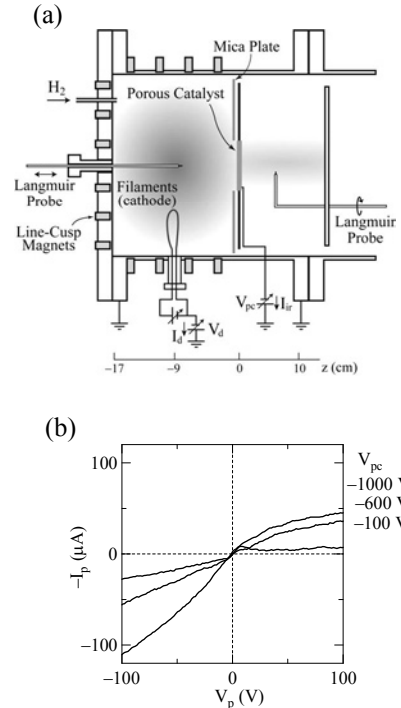 (a)
Mica Plate
Porous Catalyst
H2
Langmuir
Probe
Filaments
(cathode)
Line-Cusp
Magnets
Langmuir
Probe
Vpc
Iir
Id
Vd
-17
-9
0
10
z (cm)
(b)
Vpc
−1000 V
−600 V
−100 V
100
0
−100
−Ip (μA)
−100
0
100
Vp (V)